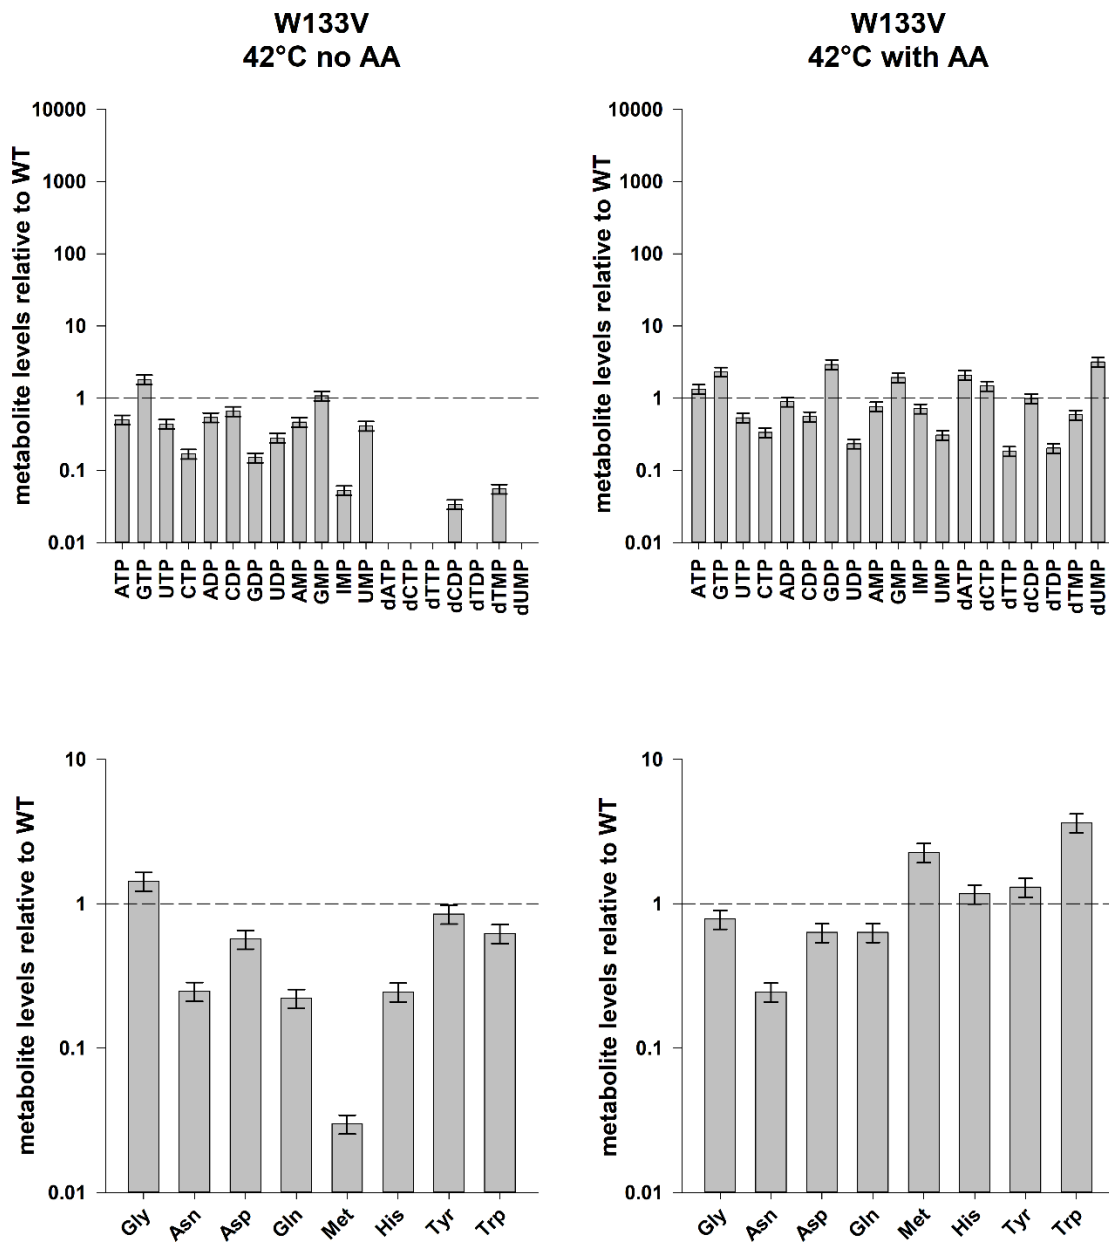 W133V
42°C no AA
W133V
42°C with AA
metabolite levels relative to WT
10000
1000
100
10
1
0.1
0.01
ATP GTP UTP CTP ADP CDP GDP UDP AMP GMP IMP UMP dATP dCTP dTTP dCDP dTDP dTMP dUMP
metabolite levels relative to WT
10000
1000
100
10
1
0.1
0.01
ATP GTP UTP CTP ADP CDP GDP UDP AMP GMP IMP UMP dATP dCTP dTTP dCDP dTDP dTMP dUMP
metabolite levels relative to WT
10
1
0.1
0.01
Gly Asn Asp Gln Met His Tyr Trp
metabolite levels relative to WT
10
1
0.1
0.01
Gly Asn Asp Gln Met His Tyr Trp